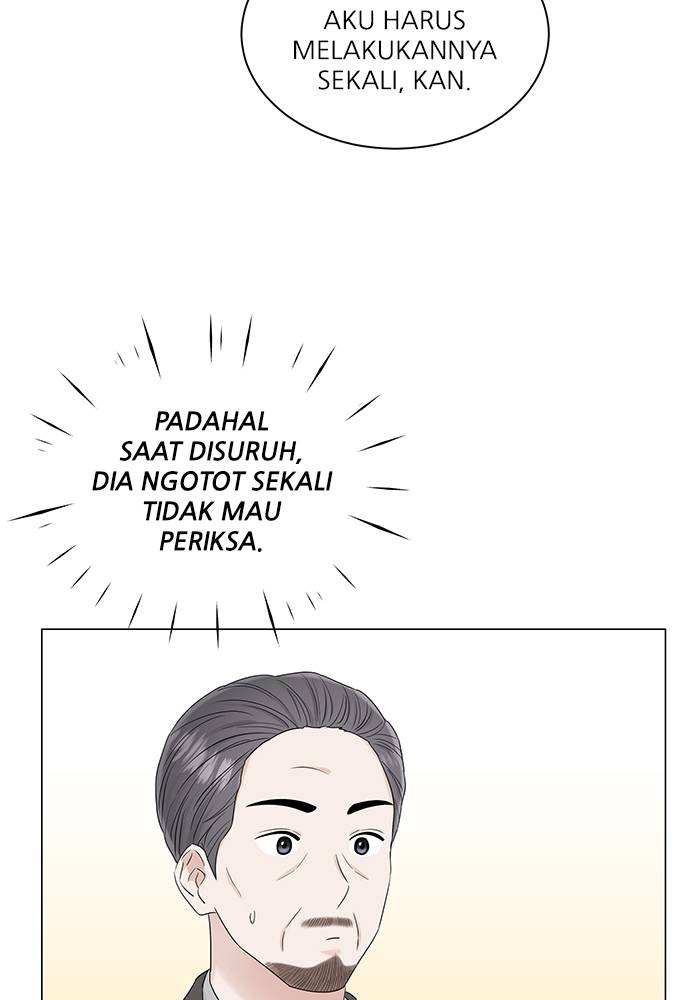 AKU HARUS
MELAKUKANNYA
SEKALI, KAN.
PADAHAL
SAAT DISURUH,
DIA NGOTOT SEKALI
TIDAK MAU
PERIKSA.